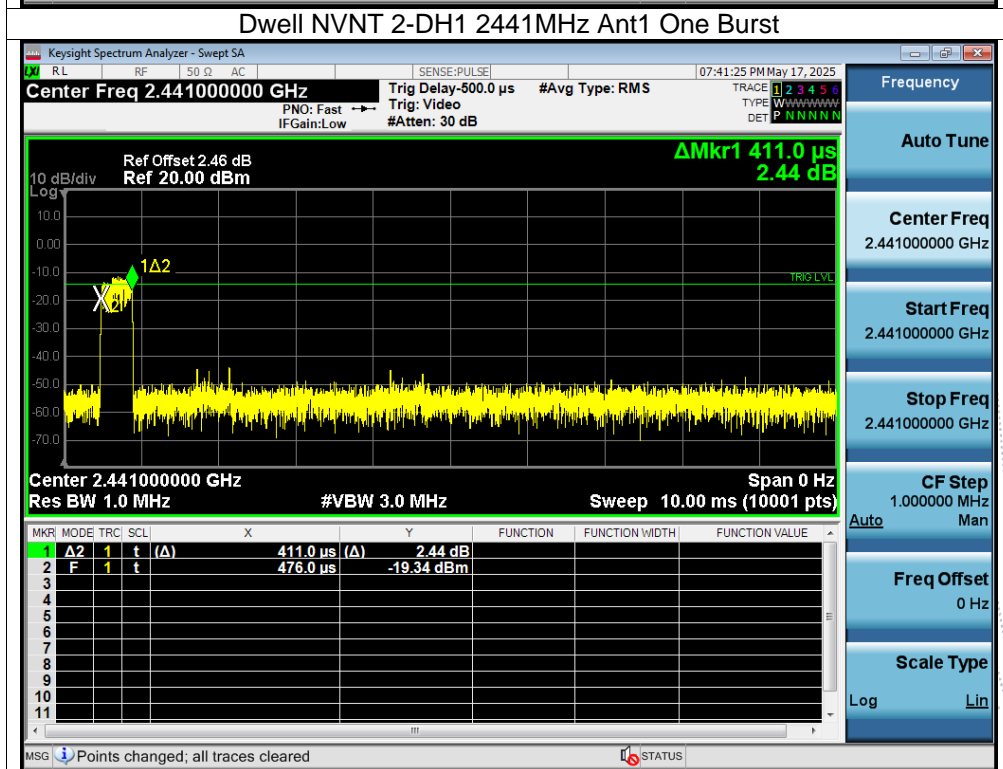 Dwell NVNT 2-DH1 2441MHz Ant1 One Burst
Keysight Spectrum Analyzer - Swept SA
LXI RL RF 50 Ω AC SENSE:PULSE 07:41:25 PM May 17, 2025
Center Freq 2.441000000 GHz
PNO: Fast
IFGain:Low
Trig Delay-500.0 µs
Trig: Video
#Atten: 30 dB
#Avg Type: RMS
TRACE 1 2 3 4 5 6
TYPE WWWWWW
DET P N N N N N
ΔMkr1 411.0 µs
2.44 dB
Ref Offset 2.46 dB
10 dB/div Ref 20.00 dBm
Log
10.0
0.00
-10.0
-20.0
-30.0
-40.0
-50.0
-60.0
-70.0
1Δ2
TRIG LVL
X2
Center 2.441000000 GHz Span 0 Hz
Res BW 1.0 MHz #VBW 3.0 MHz Sweep 10.00 ms (10001 pts)
MKR MODE TRC SCL X Y FUNCTION FUNCTION WIDTH FUNCTION VALUE
1 Δ2 1 t (Δ) 411.0 µs (Δ) 2.44 dB
2 F 1 t 476.0 µs -19.34 dBm
3
4
5
6
7
8
9
10
11
MSG Points changed; all traces cleared STATUS
Frequency
Auto Tune
Center Freq
2.441000000 GHz
Start Freq
2.441000000 GHz
Stop Freq
2.441000000 GHz
CF Step
1.000000 MHz
Auto Man
Freq Offset
0 Hz
Scale Type
Log Lin